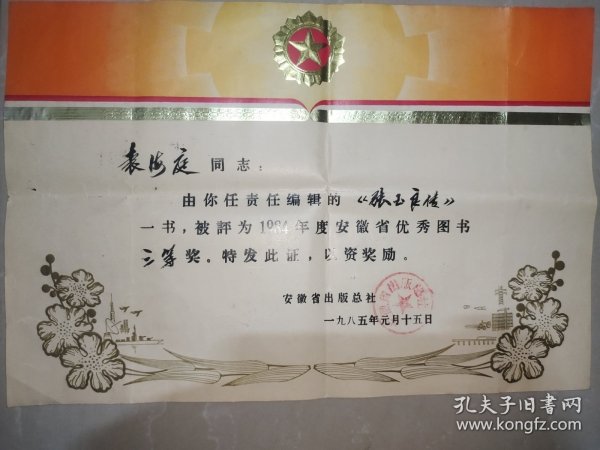 袁海庭 同志：
由你任责任编辑的《张玉良传》
一书，被評为1984年度安徽省优秀图书
三等奖。特发此证，以资奖励。
安徽省出版总社
一九八五年元月十五日
孔夫子旧书网
www.kongfz.com